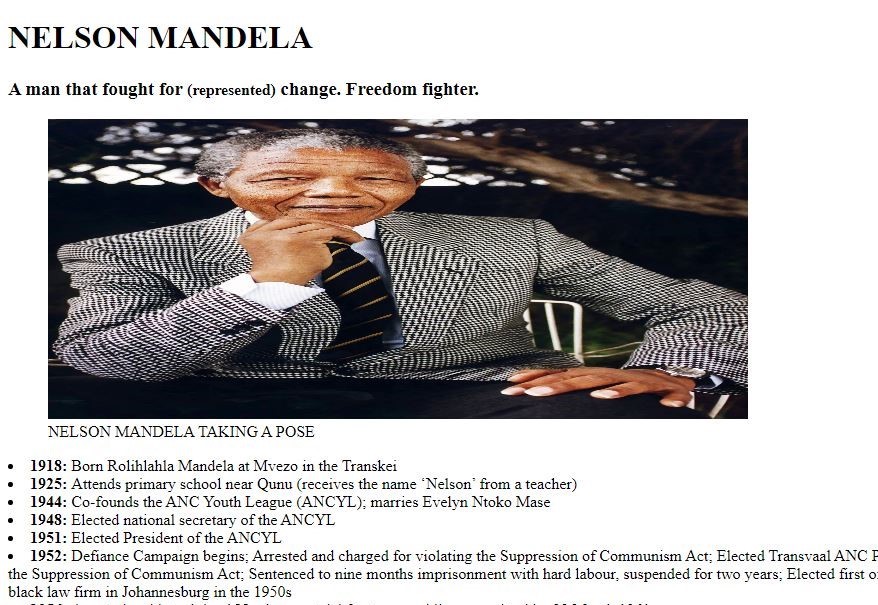 NELSON MANDELA
A man that fought for (represented) change. Freedom fighter.
NELSON MANDELA TAKING A POSE
• 1918: Born Rolihlahla Mandela at Mvezo in the Transkei
• 1925: Attends primary school near Qunu (receives the name ‘Nelson’ from a teacher)
• 1944: Co-founds the ANC Youth League (ANCYL); marries Evelyn Ntoko Mase
• 1948: Elected national secretary of the ANCYL
• 1951: Elected President of the ANCYL
• 1952: Defiance Campaign begins; Arrested and charged for violating the Suppression of Communism Act; Elected Transvaal ANC
the Suppression of Communism Act; Sentenced to nine months imprisonment with hard labour, suspended for two years; Elected first
black law firm in Johannesburg in the 1950s